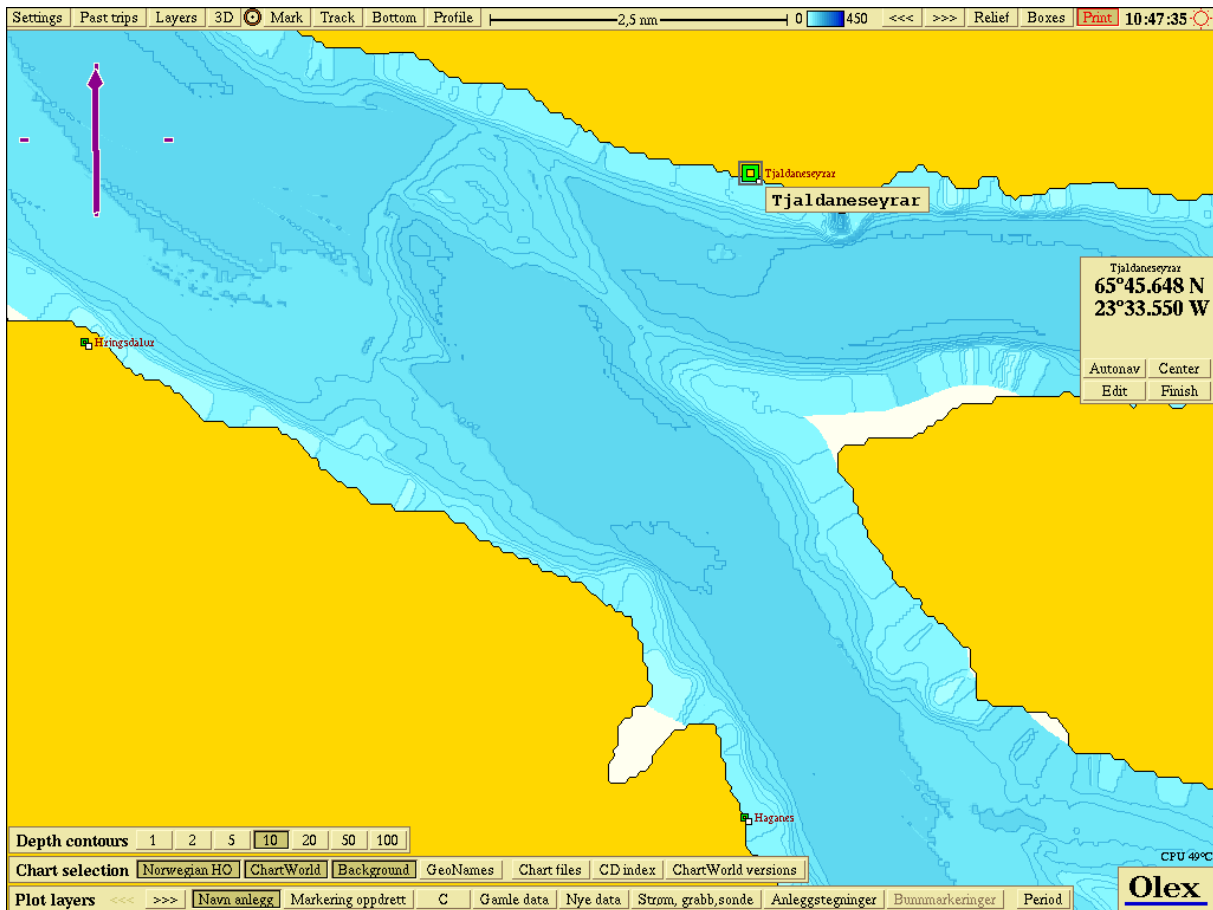 Settings Past trips Layers 3D Mark Track Bottom Profile 2,5 nm 0 450 <<< >>> Relief Boxes Print 10:47:35
Tjaldaneseyrar
Tjaldaneseyrar
Tjaldaneseyrar
65°45.648 N
23°33.550 W
Autonav Center
Edit Finish
Hringsdalur
Haganes
Depth contours 1 2 5 10 20 50 100
CPU 49°C
Chart selection Norwegian HO ChartWorld Background GeoNames Chart files CD index ChartWorld versions
Olex
Plot layers <<< >>> Navn anlegg Markering oppdrett C Gamle data Nye data Strøm, grabb,sonde Anleggstegninger Bunnmarkeringer Period